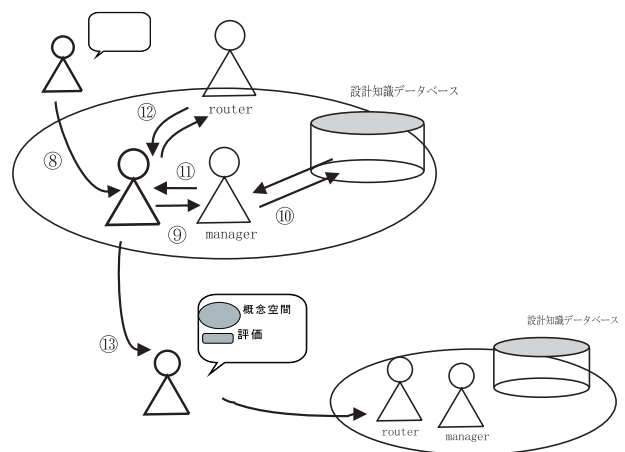 router
設計知識データベース
⑫
⑧
⑪
⑩
⑨
manager
概念空間
評価
⑬
設計知識データベース
router
manager